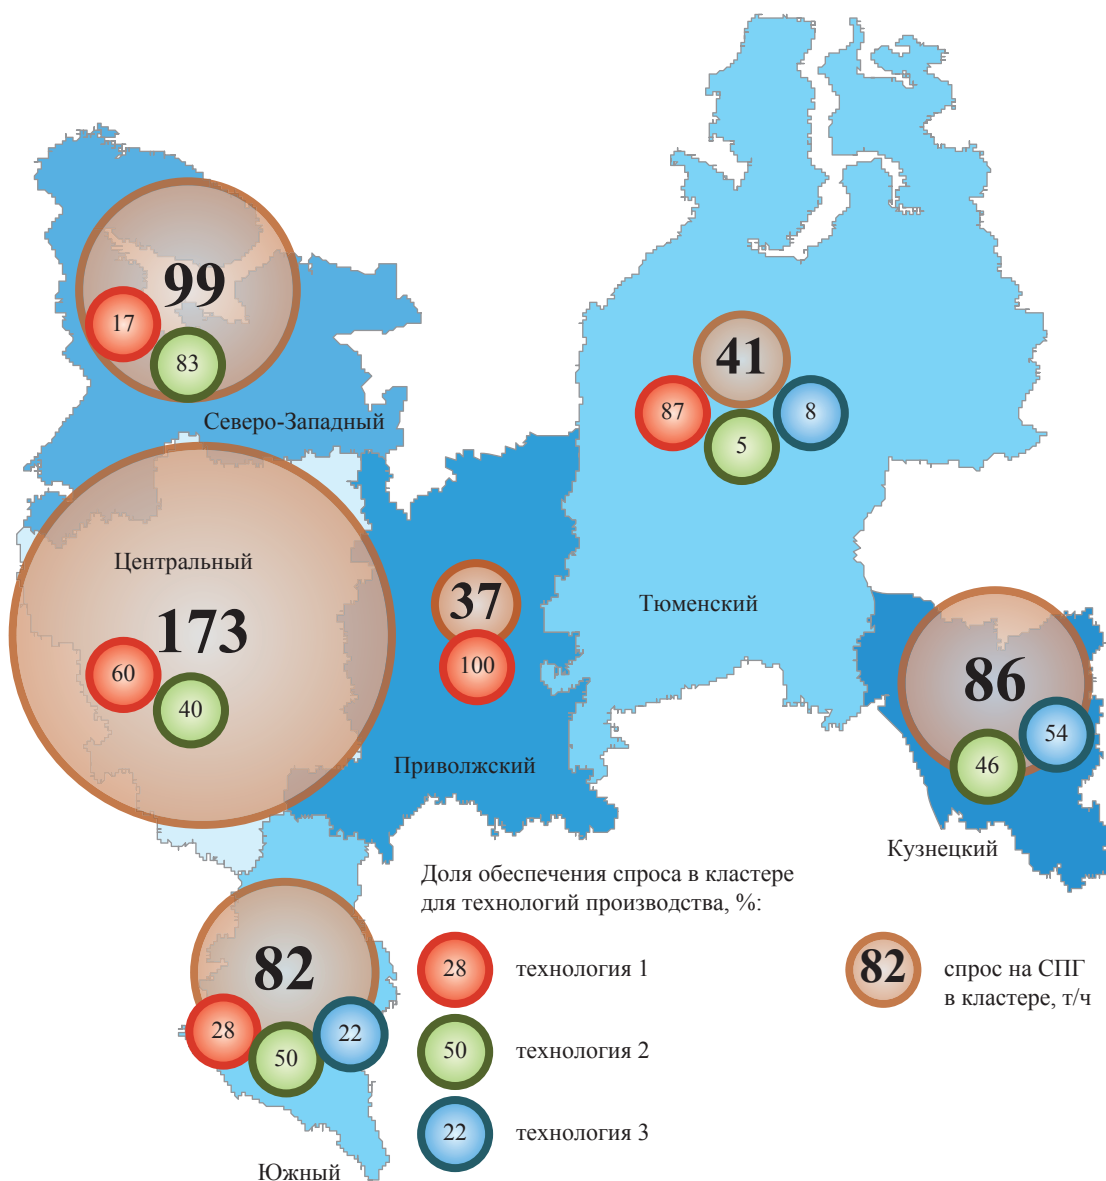 99
17
83
Северо-Западный
41
87
8
5
Центральный
173
60
40
37
100
Тюменский
Приволжский
86
54
46
Кузнецкий
82
28
22
50
Южный
Доля обеспечения спроса в кластере
для технологий производства, %:
28 технология 1
50 технология 2
22 технология 3
82 спрос на СПГ
в кластере, т/ч